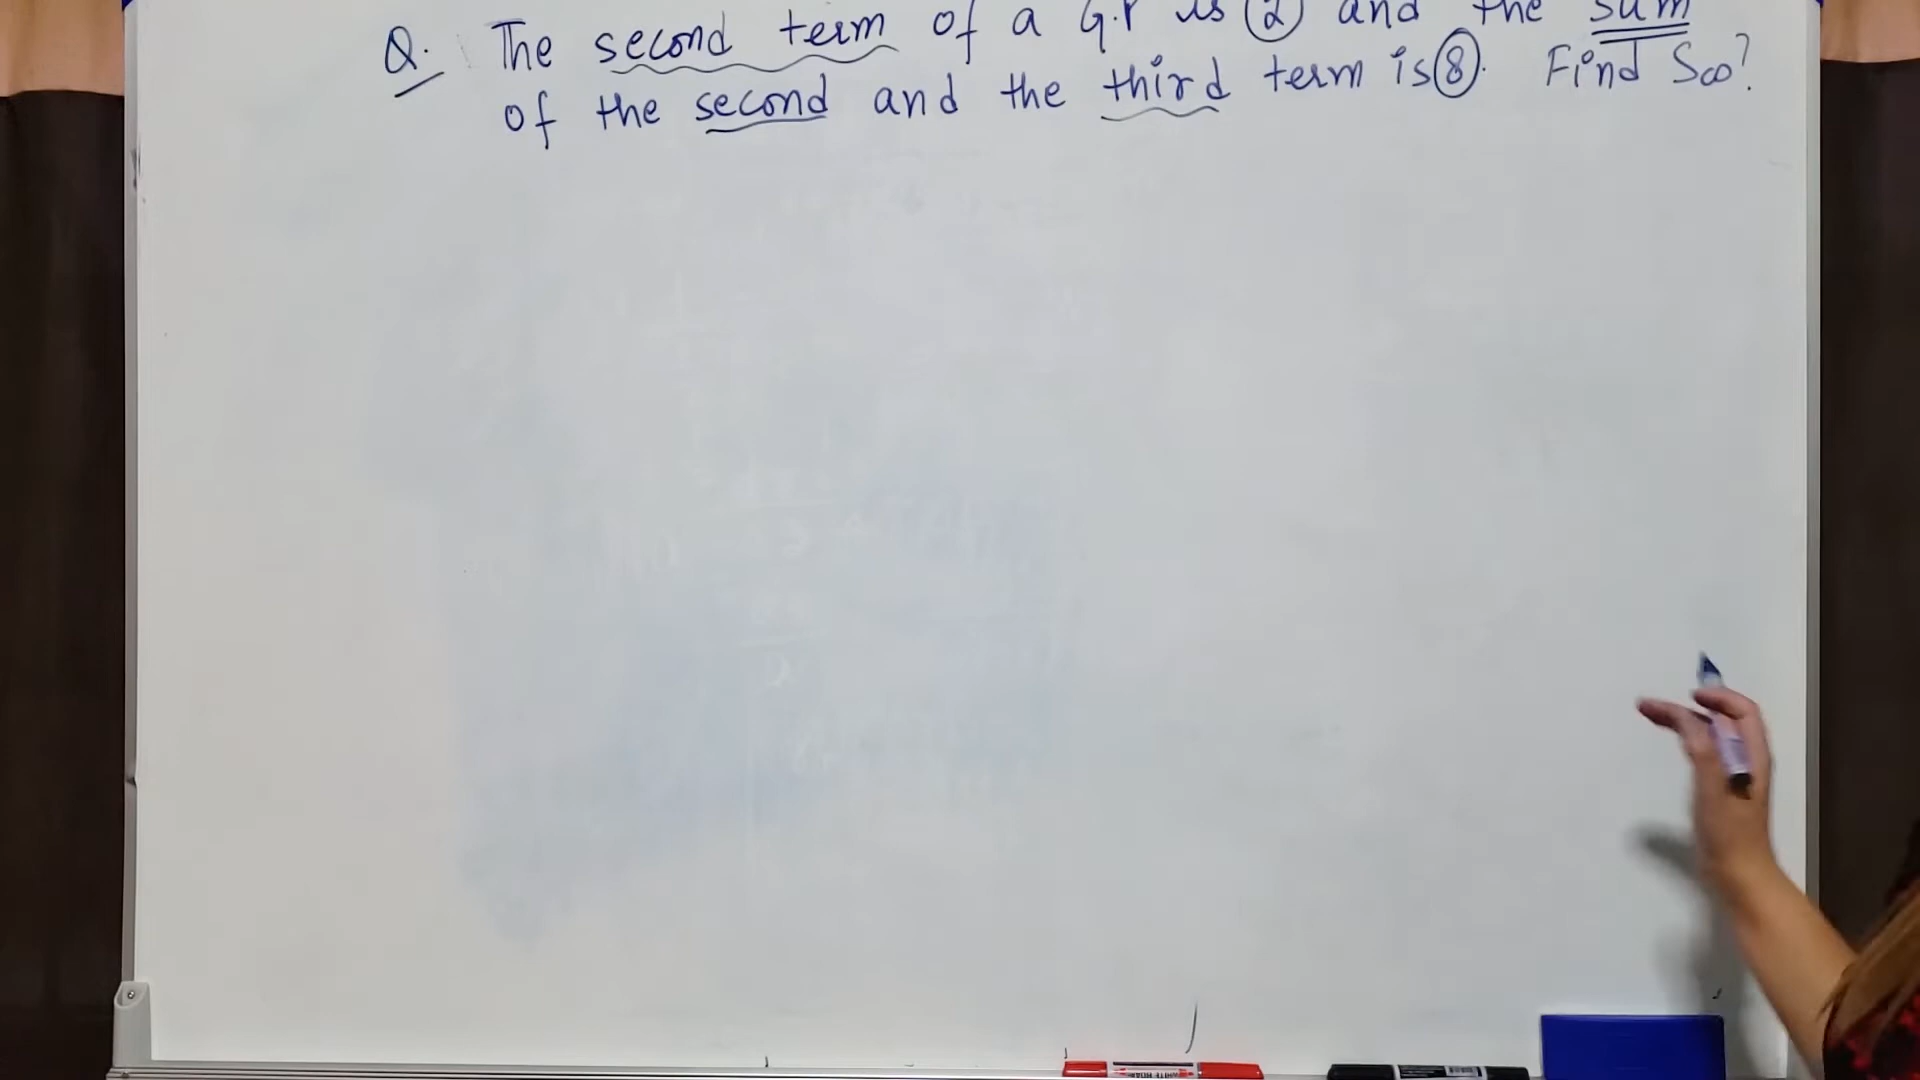 Q. The second term of a G.P is 2 and the sum
of the second and the third term is 8. Find S∞?